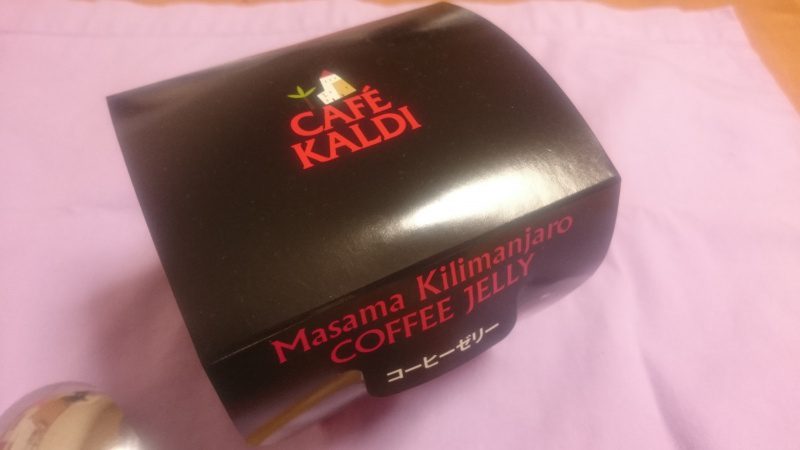 CAFÉ
KALDI
Masama Kilimanjaro
COFFEE JELLY
コーヒーゼリー